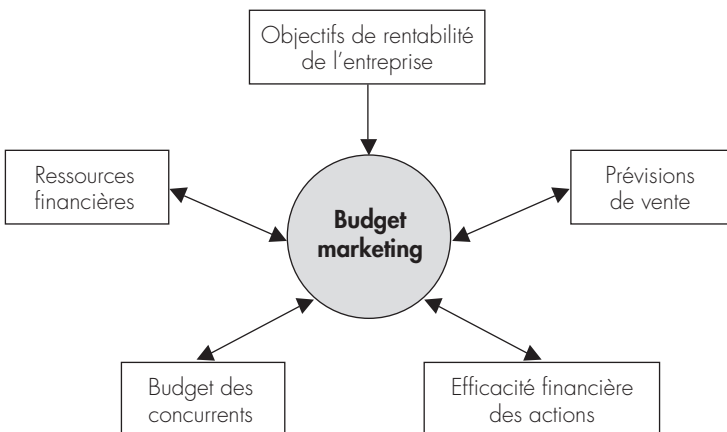 Objectifs de rentabilité
de l'entreprise
Ressources
financières
Prévisions
de vente
Budget
marketing
Budget des
concurrents
Efficacité financière
des actions